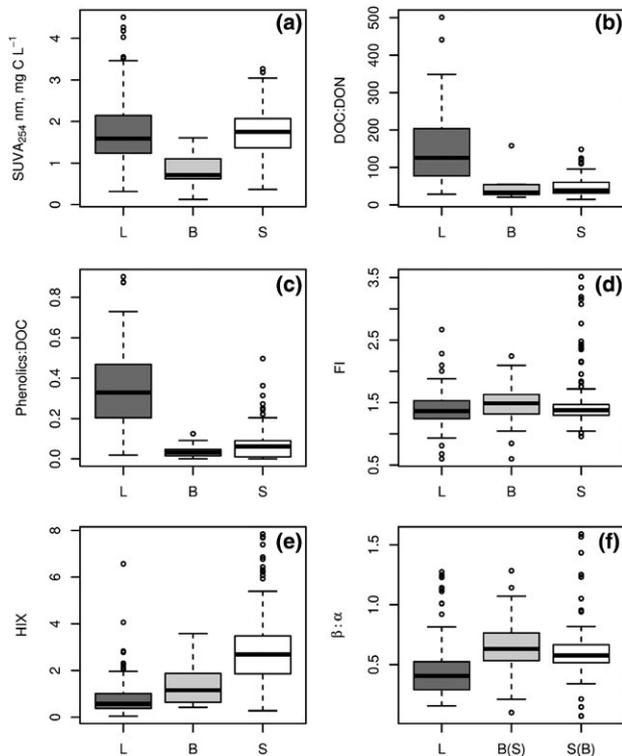 (a)
SUVA₂₅₄ nm, mg C L⁻¹
4
3
2
1
0
L B S
(b)
DOC:DON
500
400
300
200
100
0
L B S
(c)
Phenolics:DOC
0.8
0.6
0.4
0.2
0.0
L B S
(d)
FI
3.5
2.5
1.5
0.5
L B S
(e)
HIX
8
6
4
2
0
L B S
(f)
β:α
1.5
1.0
0.5
L B(S) S(B)